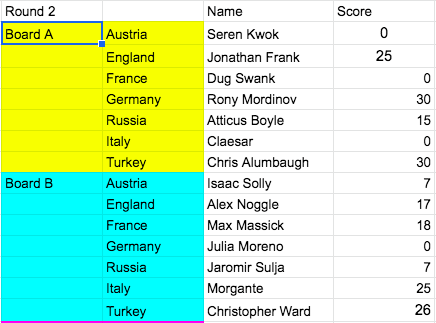 Round 2 Name Score
Board A Austria Seren Kwok 0
England Jonathan Frank 25
France Dug Swank 0
Germany Rony Mordinov 30
Russia Atticus Boyle 15
Italy Claesar 0
Turkey Chris Alumbaugh 30
Board B Austria Isaac Solly 7
England Alex Noggle 17
France Max Massick 18
Germany Julia Moreno 0
Russia Jaromir Sulja 7
Italy Morgante 25
Turkey Christopher Ward 26